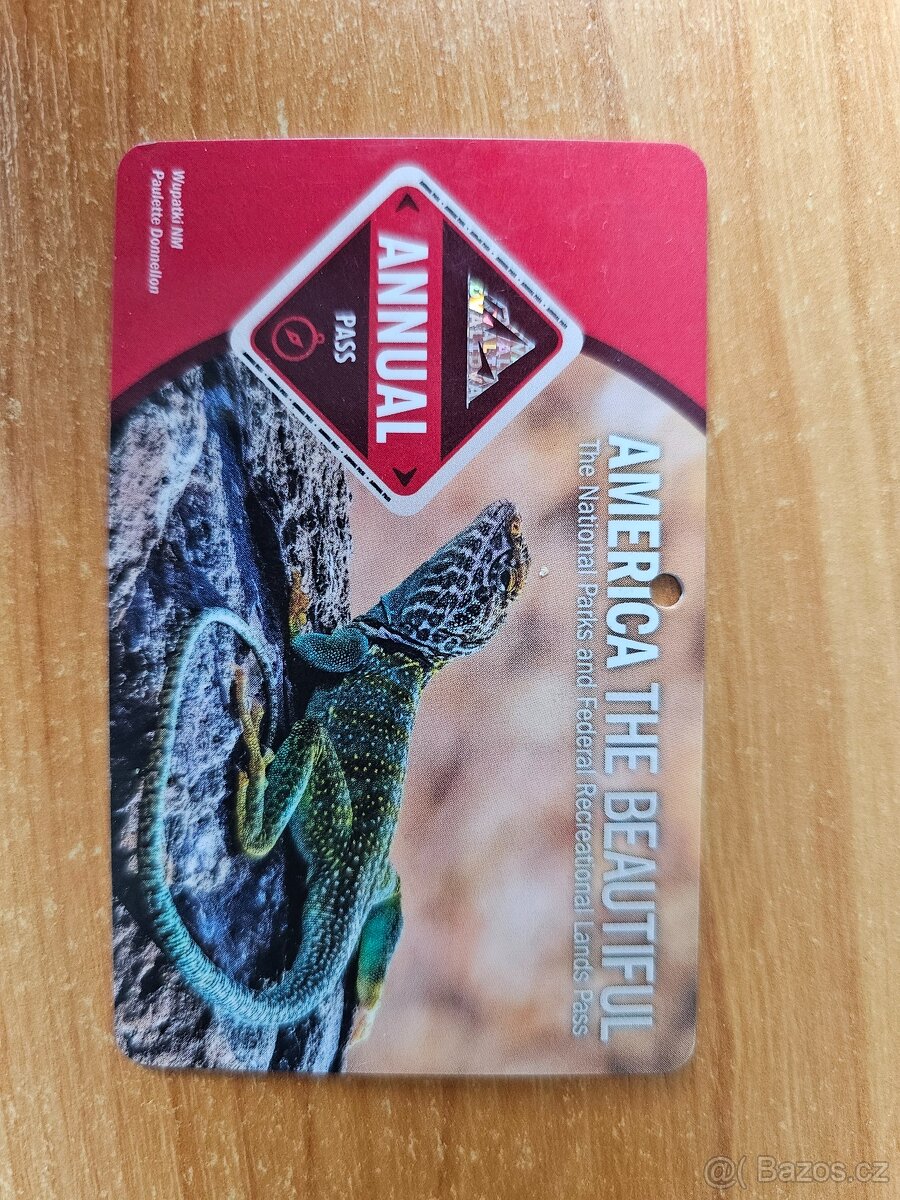 Wupatki NM
Paulette Donnellon
ANNUAL
PASS
AMERICA THE BEAUTIFUL
The National Parks and Federal Recreational Lands Pass
@( Bazos.cz